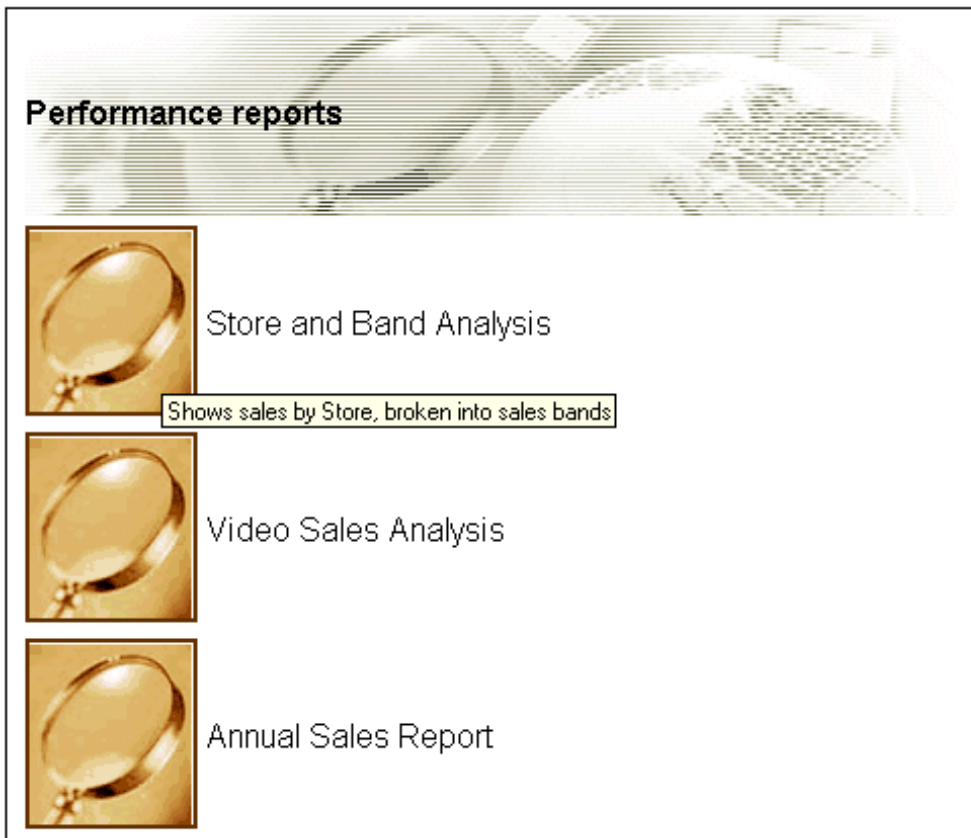 Performance reports
Store and Band Analysis
Shows sales by Store, broken into sales bands
Video Sales Analysis
Annual Sales Report